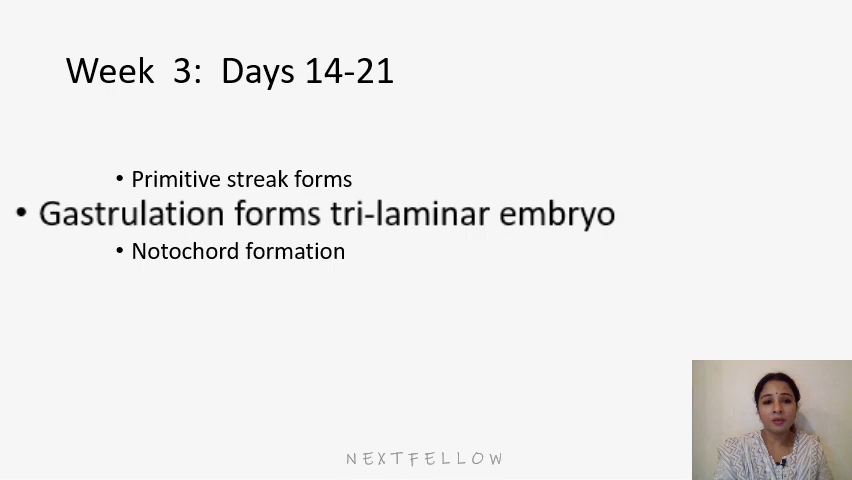 Week 3: Days 14-21
• Primitive streak forms
• Gastrulation forms tri-laminar embryo
• Notochord formation
NEXTFELLOW